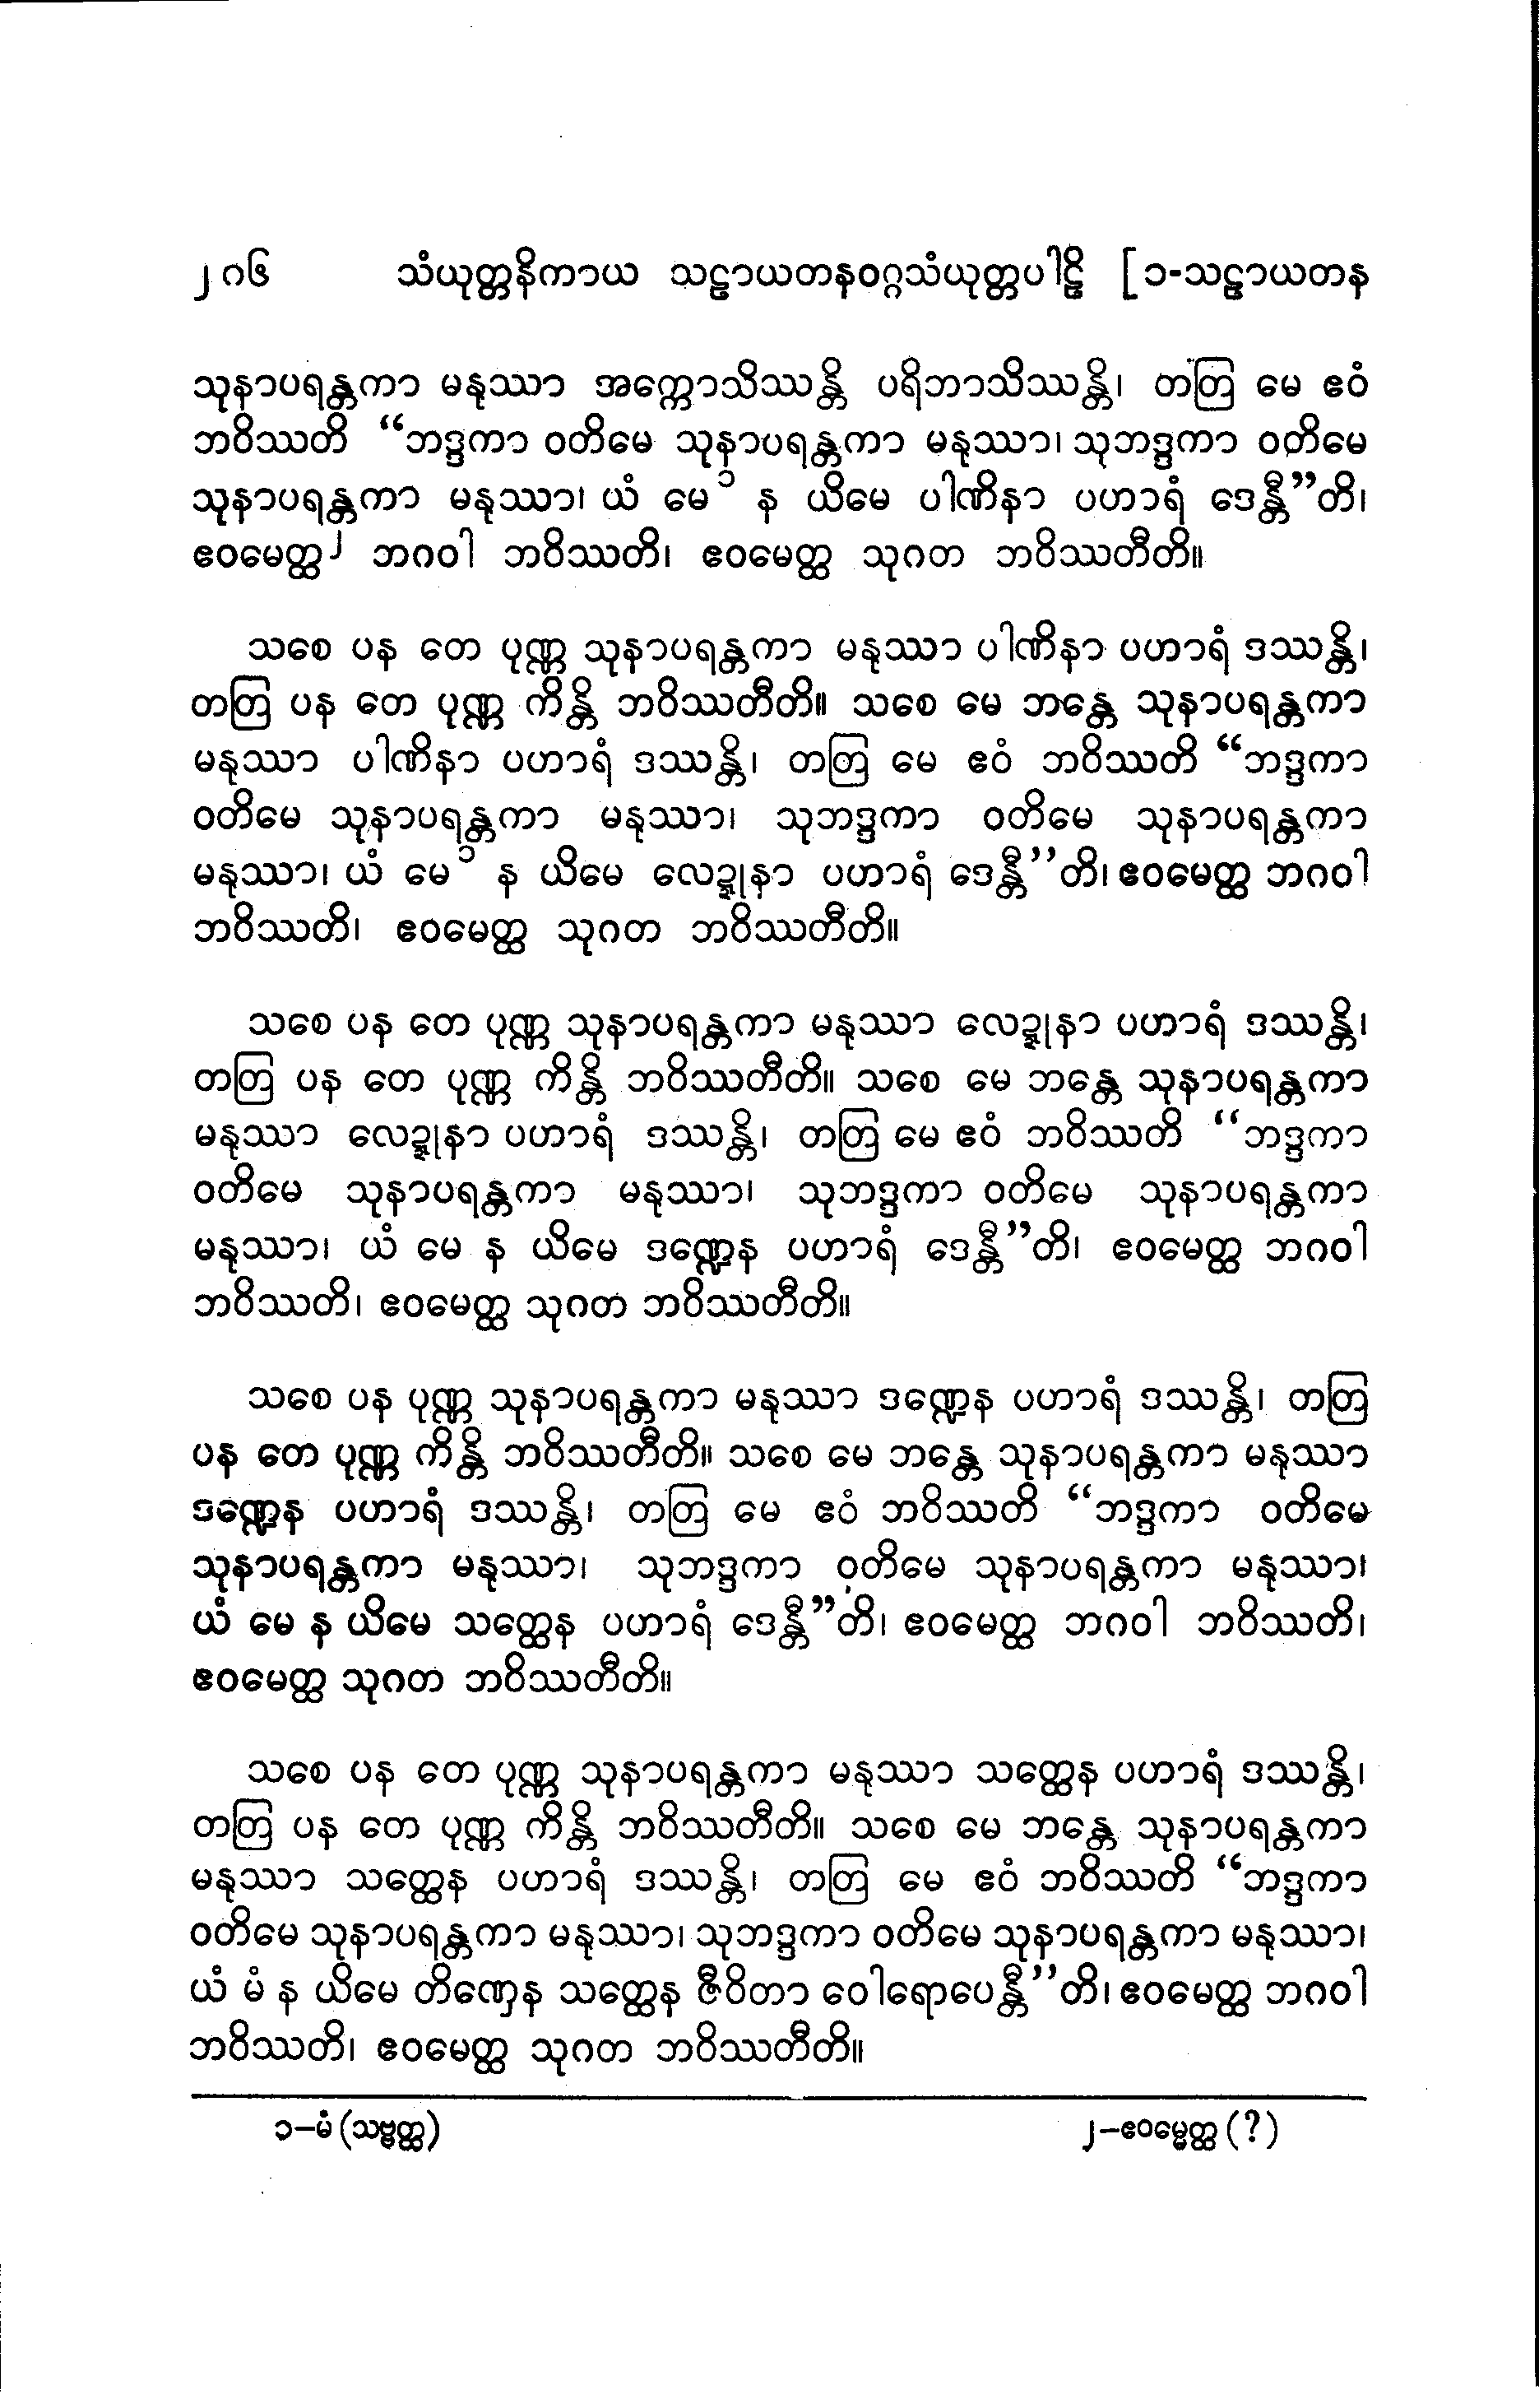 ၂၈၆ သံယုတ္တနိကာယ သဠာယတနဝဂ္ဂသံယုတ္တပါဠိ [၁-သဠာယတန
သုနာပရန္တကာ မနုဿာ အက္ကောသိဿန္တိ ပရိဘာသိဿန္တိ၊ တတြ မေ ဧဝံ
ဘဝိဿတိ “ဘဒ္ဒကာ ဝတိမေ သုနာပရန္တကာ မနုဿာ၊ သုဘဒ္ဒကာ ဝတိမေ
သုနာပရန္တကာ မနုဿာ၊ ယံ မေ ၁ န ယိမေ ပါဏိနာ ပဟာရံ ဒေန္တီ”တိ၊
ဧဝမေတ္ထ ၂ ဘဂဝါ ဘဝိဿတိ၊ ဧဝမေတ္ထ သုဂတ ဘဝိဿတီတိ။
သစေ ပန တေ ပုဏ္ဏ သုနာပရန္တကာ မနုဿာ ပါဏိနာ ပဟာရံ ဒဿန္တိ၊
တတြ ပန တေ ပုဏ္ဏ ကိန္တိ ဘဝိဿတီတိ။ သစေ မေ ဘန္တေ သုနာပရန္တကာ
မနုဿာ ပါဏိနာ ပဟာရံ ဒဿန္တိ၊ တတြ မေ ဧဝံ ဘဝိဿတိ “ဘဒ္ဒကာ
ဝတိမေ သုနာပရန္တကာ မနုဿာ၊ သုဘဒ္ဒကာ ဝတိမေ သုနာပရန္တကာ
မနုဿာ၊ ယံ မေ ၁ န ယိမေ လေဍ္ဍုနာ ပဟာရံ ဒေန္တီ”တိ၊ ဧဝမေတ္ထ ဘဂဝါ
ဘဝိဿတိ၊ ဧဝမေတ္ထ သုဂတ ဘဝိဿတီတိ။
သစေ ပန တေ ပုဏ္ဏ သုနာပရန္တကာ မနုဿာ လေဍ္ဍုနာ ပဟာရံ ဒဿန္တိ၊
တတြ ပန တေ ပုဏ္ဏ ကိန္တိ ဘဝိဿတီတိ။ သစေ မေ ဘန္တေ သုနာပရန္တကာ
မနုဿာ လေဍ္ဍုနာ ပဟာရံ ဒဿန္တိ၊ တတြ မေ ဧဝံ ဘဝိဿတိ “ဘဒ္ဒကာ
ဝတိမေ သုနာပရန္တကာ မနုဿာ၊ သုဘဒ္ဒကာ ဝတိမေ သုနာပရန္တကာ
မနုဿာ၊ ယံ မေ န ယိမေ ဒဏ္ဍေန ပဟာရံ ဒေန္တီ”တိ၊ ဧဝမေတ္ထ ဘဂဝါ
ဘဝိဿတိ၊ ဧဝမေတ္ထ သုဂတ ဘဝိဿတီတိ။
သစေ ပန ပုဏ္ဏ သုနာပရန္တကာ မနုဿာ ဒဏ္ဍေန ပဟာရံ ဒဿန္တိ၊ တတြ
ပန တေ ပုဏ္ဏ ကိန္တိ ဘဝိဿတီတိ။ သစေ မေ ဘန္တေ သုနာပရန္တကာ မနုဿာ
ဒဏ္ဍေန ပဟာရံ ဒဿန္တိ၊ တတြ မေ ဧဝံ ဘဝိဿတိ “ဘဒ္ဒကာ ဝတိမေ
သုနာပရန္တကာ မနုဿာ၊ သုဘဒ္ဒကာ ဝတိမေ သုနာပရန္တကာ မနုဿာ၊
ယံ မေ န ယိမေ သတ္ထေန ပဟာရံ ဒေန္တီ”တိ၊ ဧဝမေတ္ထ ဘဂဝါ ဘဝိဿတိ၊
ဧဝမေတ္ထ သုဂတ ဘဝိဿတီတိ။
သစေ ပန တေ ပုဏ္ဏ သုနာပရန္တကာ မနုဿာ သတ္ထေန ပဟာရံ ဒဿန္တိ၊
တတြ ပန တေ ပုဏ္ဏ ကိန္တိ ဘဝိဿတီတိ။ သစေ မေ ဘန္တေ သုနာပရန္တကာ
မနုဿာ သတ္ထေန ပဟာရံ ဒဿန္တိ၊ တတြ မေ ဧဝံ ဘဝိဿတိ “ဘဒ္ဒကာ
ဝတိမေ သုနာပရန္တကာ မနုဿာ၊ သုဘဒ္ဒကာ ဝတိမေ သုနာပရန္တကာ မနုဿာ၊
ယံ မံ န ယိမေ တိဏှေန သတ္ထေန ဇီဝိတာ ဝေါရောပေန္တီ”တိ၊ ဧဝမေတ္ထ ဘဂဝါ
ဘဝိဿတိ၊ ဧဝမေတ္ထ သုဂတ ဘဝိဿတီတိ။
၁–မံ (သဗ္ဗတ္ထ) ၂–ဧဝမ္မေတ္ထ (?)